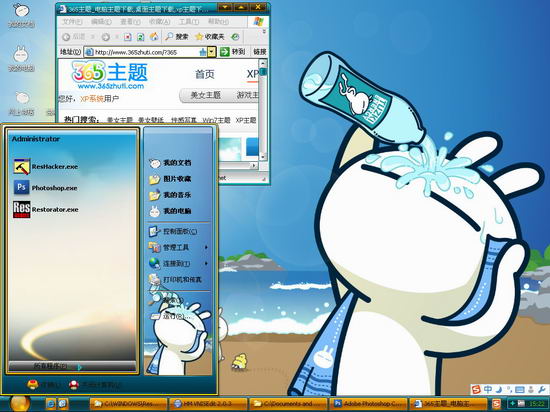 我的文档
我的电脑
网上邻居
365主题_电脑主题下载,桌面主题下载,xp主题下...
文件(F) 编辑(E) 查看(V) 收藏(A) 工具(T)
后退 搜索 收藏夹
地址(D) http://www.365zhuti.com/?365 转到 链接
365主题
www.365zhuti.com
首页 XP
您好, XP系统用户
美女主题 游戏主
热门搜索: 美女主题 美女壁纸 性感写真 Win7主题 XP主题
Administrator
ResHacker.exe
Photoshop.exe
Restorator.exe
所有程序(P)
我的文档
图片收藏
我的音乐
我的电脑
控制面板(C)
管理工具
连接到(T)
打印机和传真
搜索(S)
运行(R)...
注销(L) 关闭计算机(U)
C:\WINDOWS\Res...
HM VNISEdit 2.0.3
C:\Documents and ...
Adobe Photoshop C...
365主题_电脑主...
中
15:22